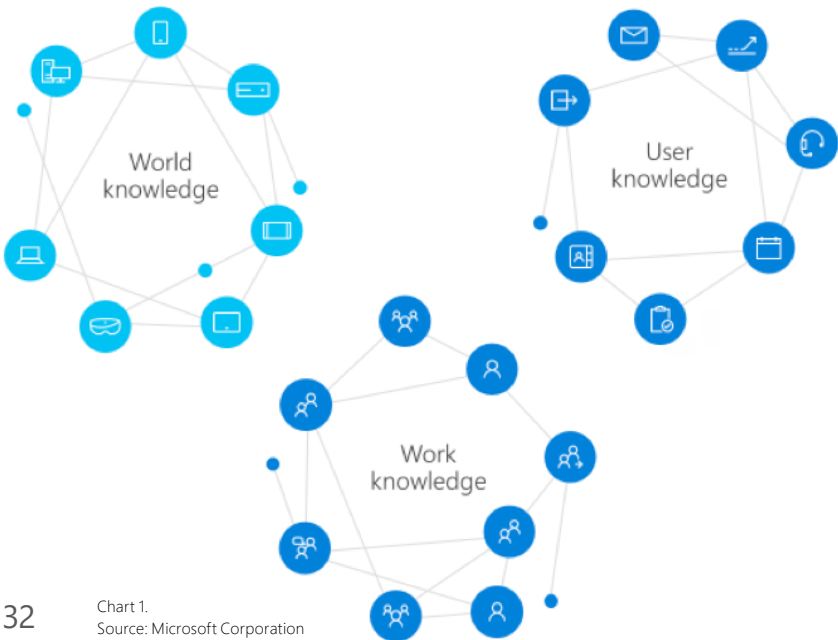 World
knowledge
User
knowledge
Work
knowledge
32
Chart 1.
Source: Microsoft Corporation